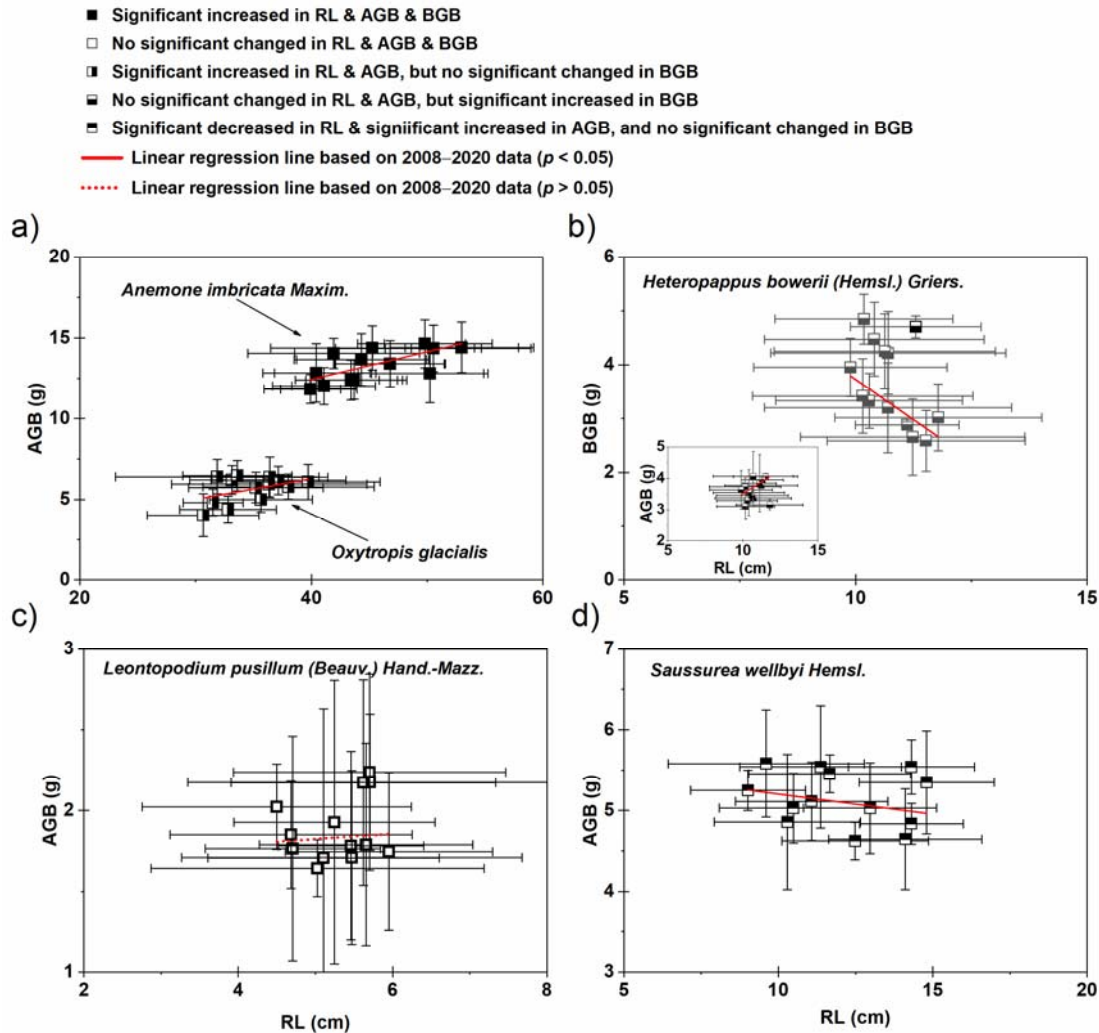 Significant increased in RL & AGB & BGB
No significant changed in RL & AGB & BGB
Significant increased in RL & AGB, but no significant changed in BGB
No significant changed in RL & AGB, but significant increased in BGB
Significant decreased in RL & signiificant increased in AGB, and no significant changed in BGB
Linear regression line based on 2008–2020 data (p < 0.05)
Linear regression line based on 2008–2020 data (p > 0.05)
a)
20
15
10
5
0
AGB (g)
Anemone imbricata Maxim.
Oxytropis glacialis
20
40
60
b)
6
4
2
0
BGB (g)
Heteropappus bowerii (Hemsl.) Griers.
5
4
3
2
AGB (g)
5
10
15
RL (cm)
5
10
15
c)
3
2
1
AGB (g)
Leontopodium pusillum (Beauv.) Hand.-Mazz.
2
4
6
8
RL (cm)
d)
7
5
3
AGB (g)
Saussurea wellbyi Hemsl.
5
10
15
20
RL (cm)